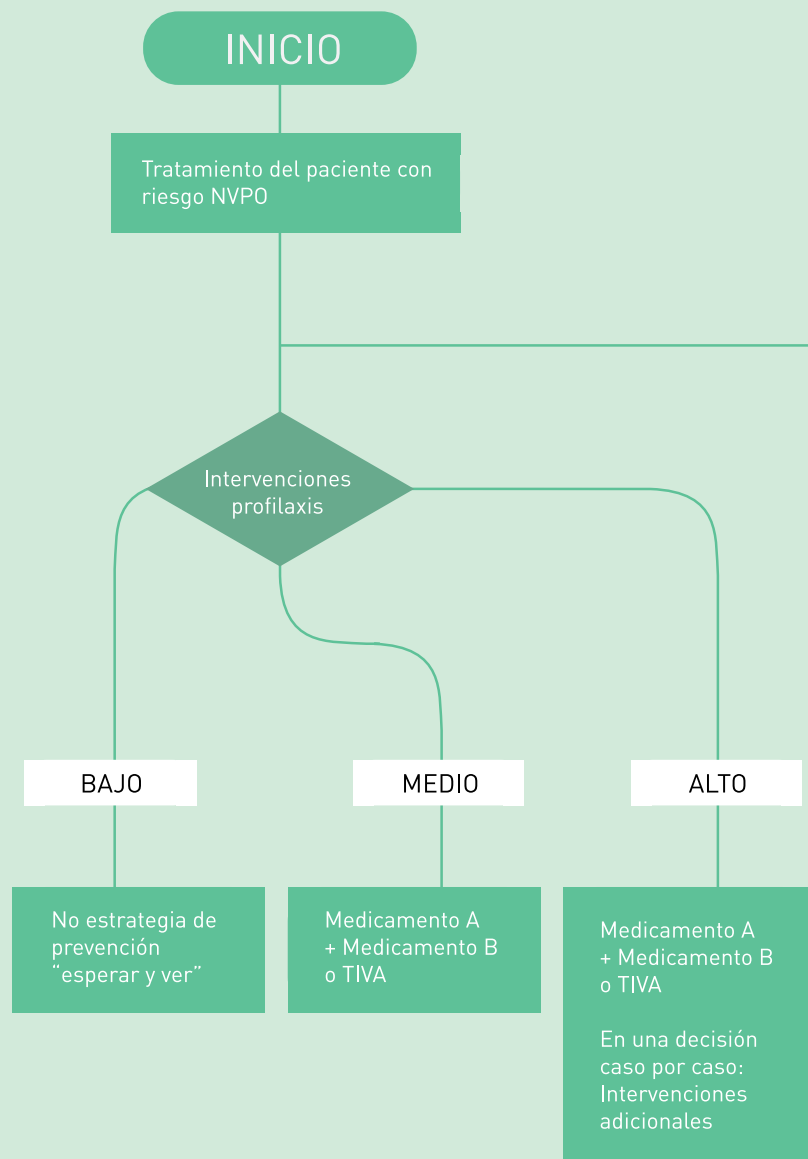 INICIO
Tratamiento del paciente con
riesgo NVPO
Intervenciones
profilaxis
BAJO
MEDIO
ALTO
No estrategia de
prevención
"esperar y ver"
Medicamento A
+ Medicamento B
o TIVA
Medicamento A
+ Medicamento B
o TIVA
En una decisión
caso por caso:
Intervenciones
adicionales